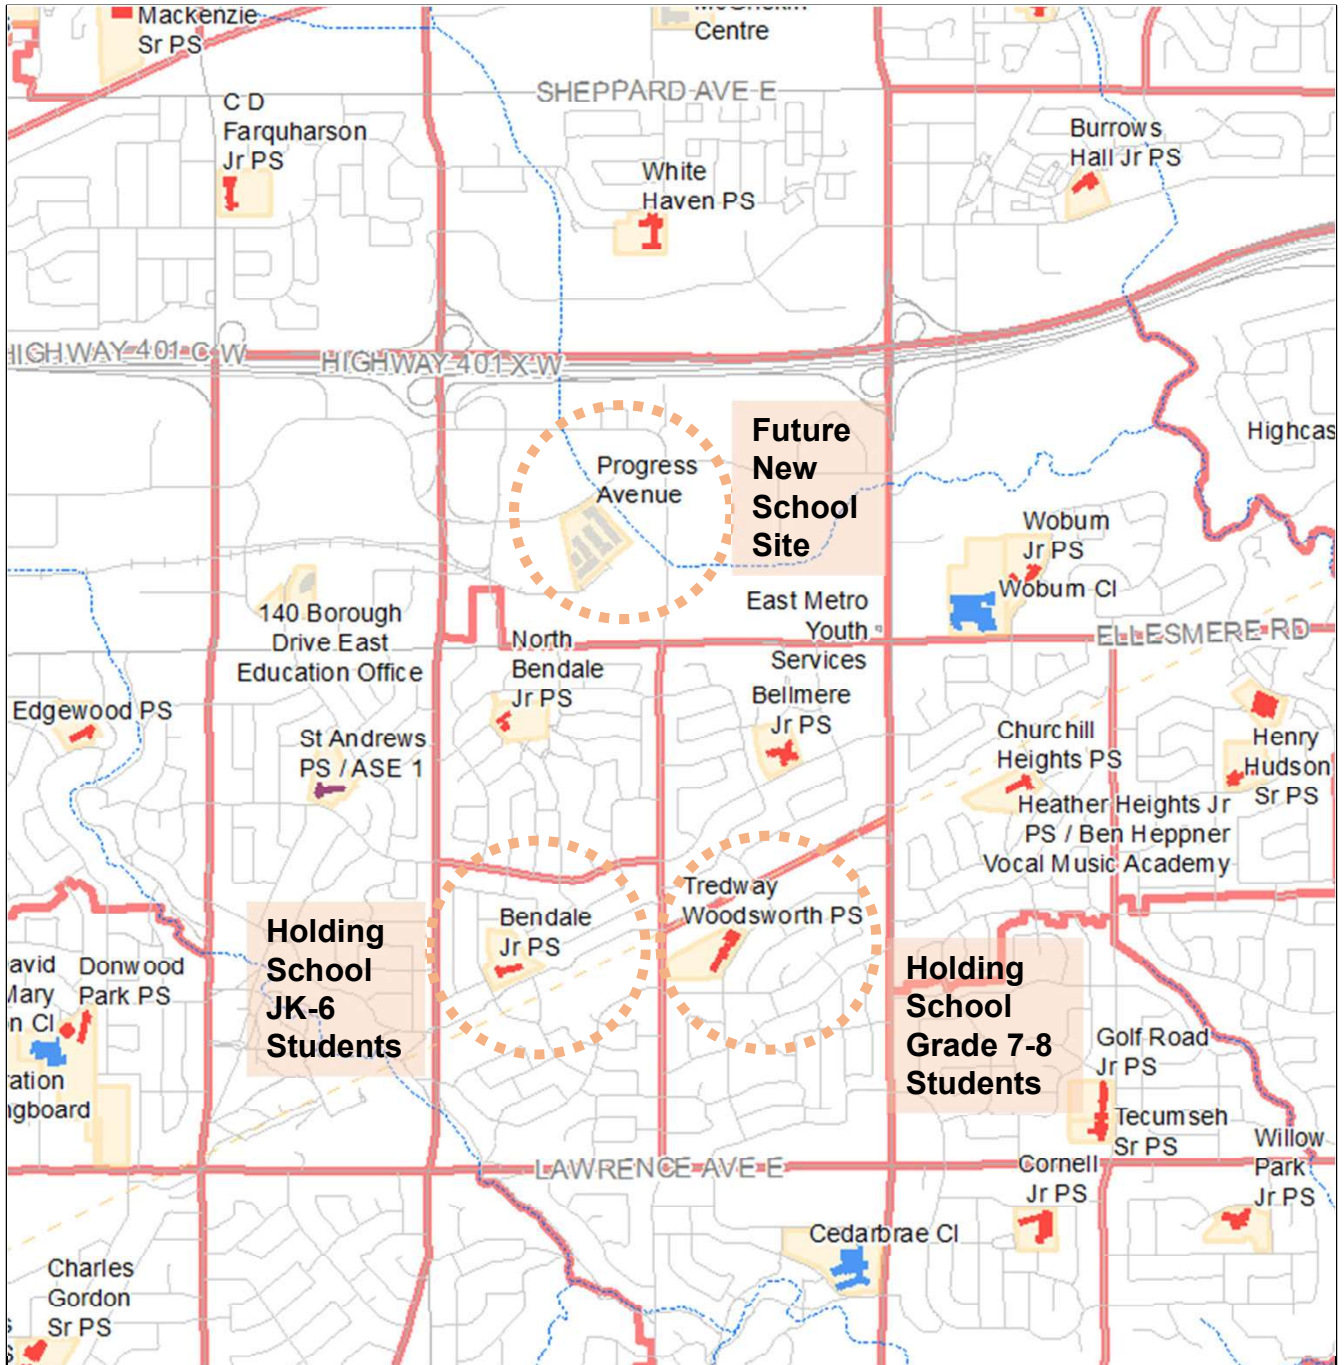 Mackenzie
Sr PS
Centre
SHEPPARD AVE E
C D
Farquharson
Jr PS
White
Haven PS
Burrows
Hall Jr PS
HIGHWAY 401 C W
HIGHWAY 401 X W
Future
New
School
Site
Progress
Avenue
Highcas
Woburn
Jr PS
Woburn CI
140 Borough
Drive East
Education Office
East Metro
Youth
Services
ELLESMERE RD
North
Bendale
Jr PS
Bellmere
Jr PS
Edgewood PS
St Andrews
PS / ASE 1
Churchill
Heights PS
Henry
Hudson
Sr PS
Heather Heights Jr
PS / Ben Heppner
Vocal Music Academy
Tredway
Woodsworth PS
Bendale
Jr PS
Holding
School
JK-6
Students
Holding
School
Grade 7-8
Students
avid
Mary
n CI
Donwood
Park PS
ration
ngboard
Golf Road
Jr PS
Tecumseh
Sr PS
Willow
Park
Jr PS
LAWRENCE AVE E
Cornell
Jr PS
Cedarbrae CI
Charles
Gordon
Sr PS